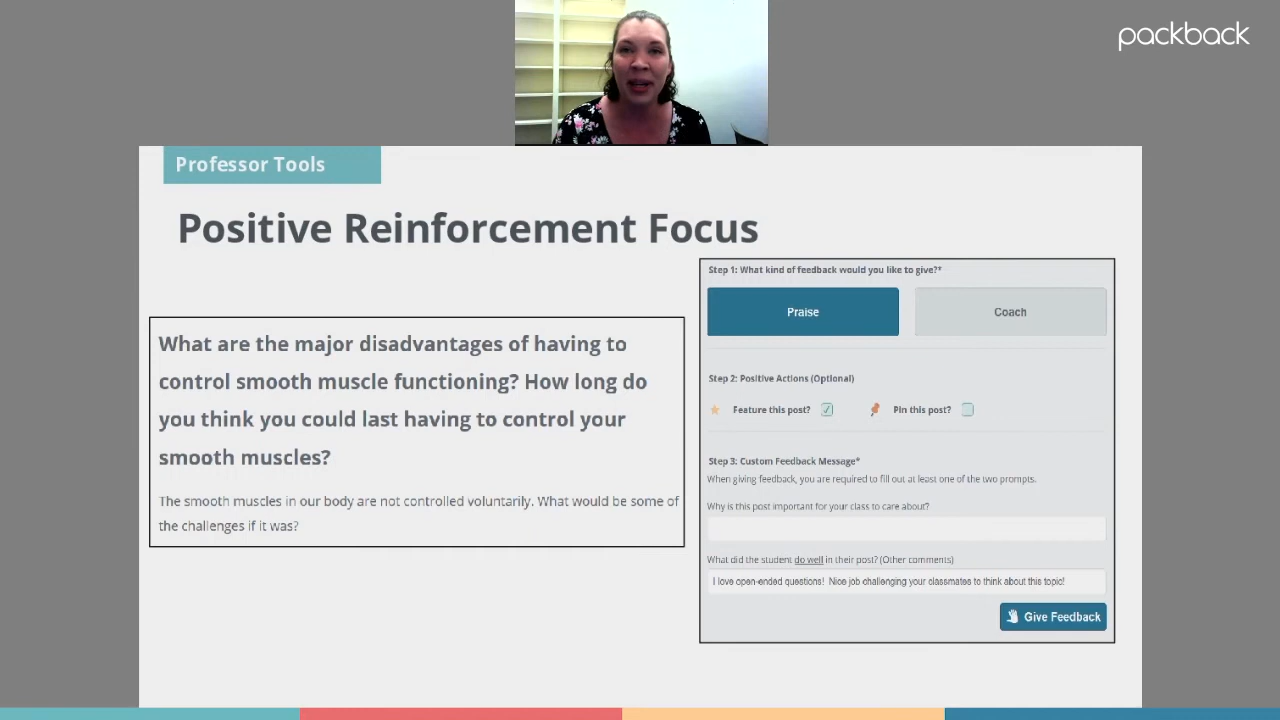 packback
Professor Tools
Positive Reinforcement Focus
What are the major disadvantages of having to
control smooth muscle functioning? How long do
you think you could last having to control your
smooth muscles?
The smooth muscles in our body are not controlled voluntarily. What would be some of
the challenges if it was?
Step 1: What kind of feedback would you like to give?*
Praise
Coach
Step 2: Positive Actions (Optional)
Feature this post?
Pin this post?
Step 3: Custom Feedback Message*
When giving feedback, you are required to fill out at least one of the two prompts.
Why is this post important for your class to care about?
What did the student do well in their post? (Other comments)
I love open-ended questions! Nice job challenging your classmates to think about this topic!
Give Feedback